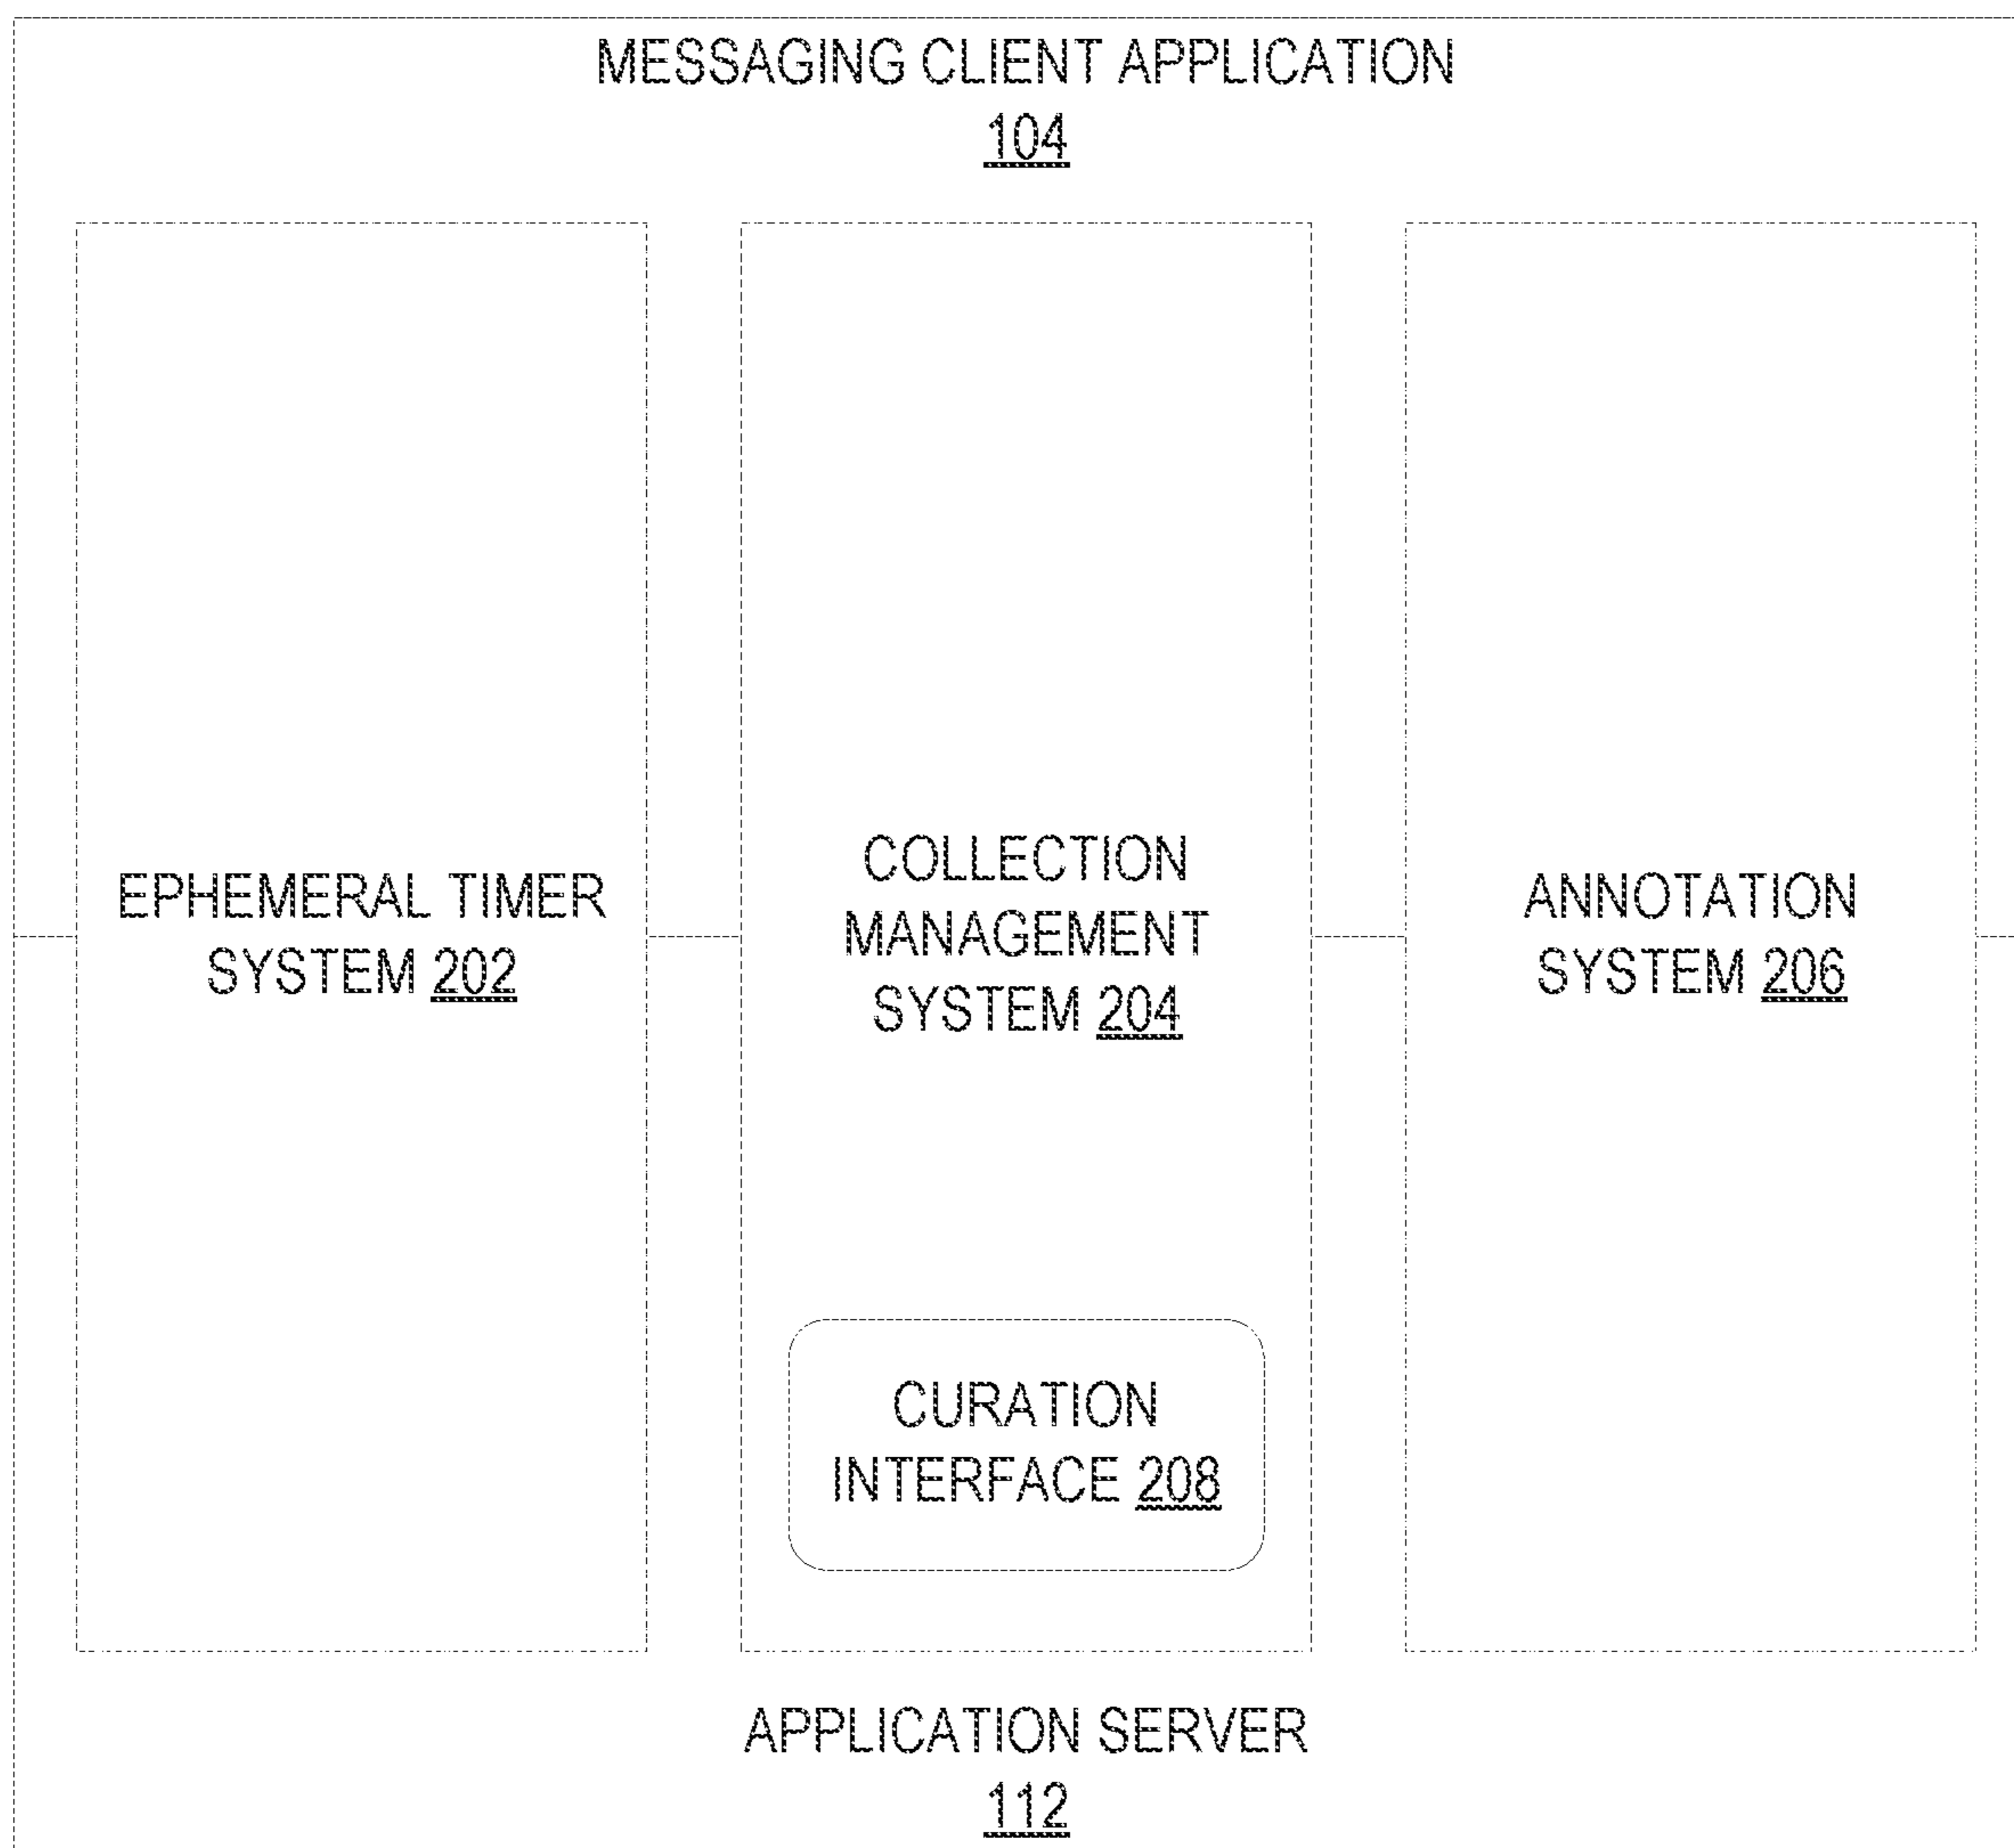 MESSAGING CLIENT APPLICATION
104
EPHEMERAL TIMER
SYSTEM 202
COLLECTION
MANAGEMENT
SYSTEM 204
ANNOTATION
SYSTEM 206
CURATION
INTERFACE 208
APPLICATION SERVER
112